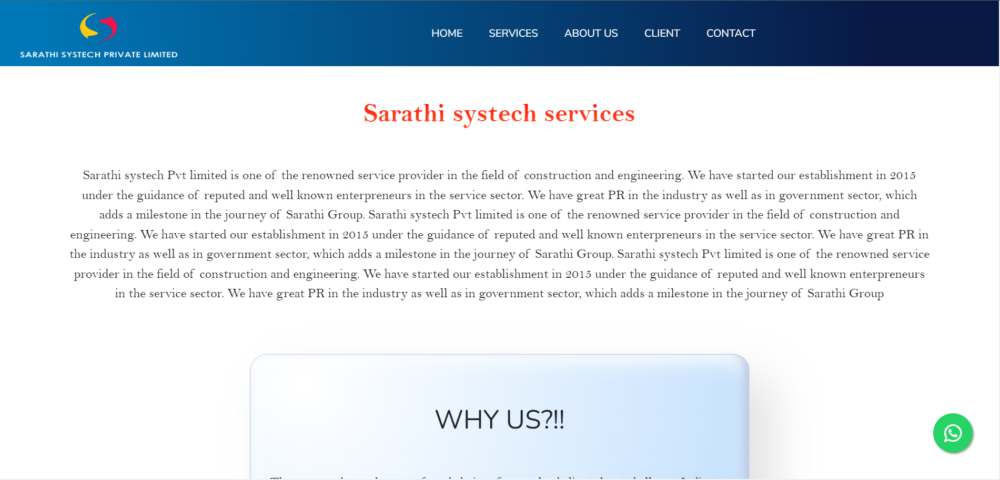 SARATHI SYSTECH PRIVATE LIMITED
HOME SERVICES ABOUT US CLIENT CONTACT
Sarathi systech services
Sarathi systech Pvt limited is one of the renowned service provider in the field of construction and engineering. We have started our establishment in 2015
under the guidance of reputed and well known enterpreneurs in the service sector. We have great PR in the industry as well as in government sector, which
adds a milestone in the journey of Sarathi Group. Sarathi systech Pvt limited is one of the renowned service provider in the field of construction and
engineering. We have started our establishment in 2015 under the guidance of reputed and well known enterpreneurs in the service sector. We have great PR in
the industry as well as in government sector, which adds a milestone in the journey of Sarathi Group. Sarathi systech Pvt limited is one of the renowned service
provider in the field of construction and engineering. We have started our establishment in 2015 under the guidance of reputed and well known enterpreneurs
in the service sector. We have great PR in the industry as well as in government sector, which adds a milestone in the journey of Sarathi Group
WHY US?!!